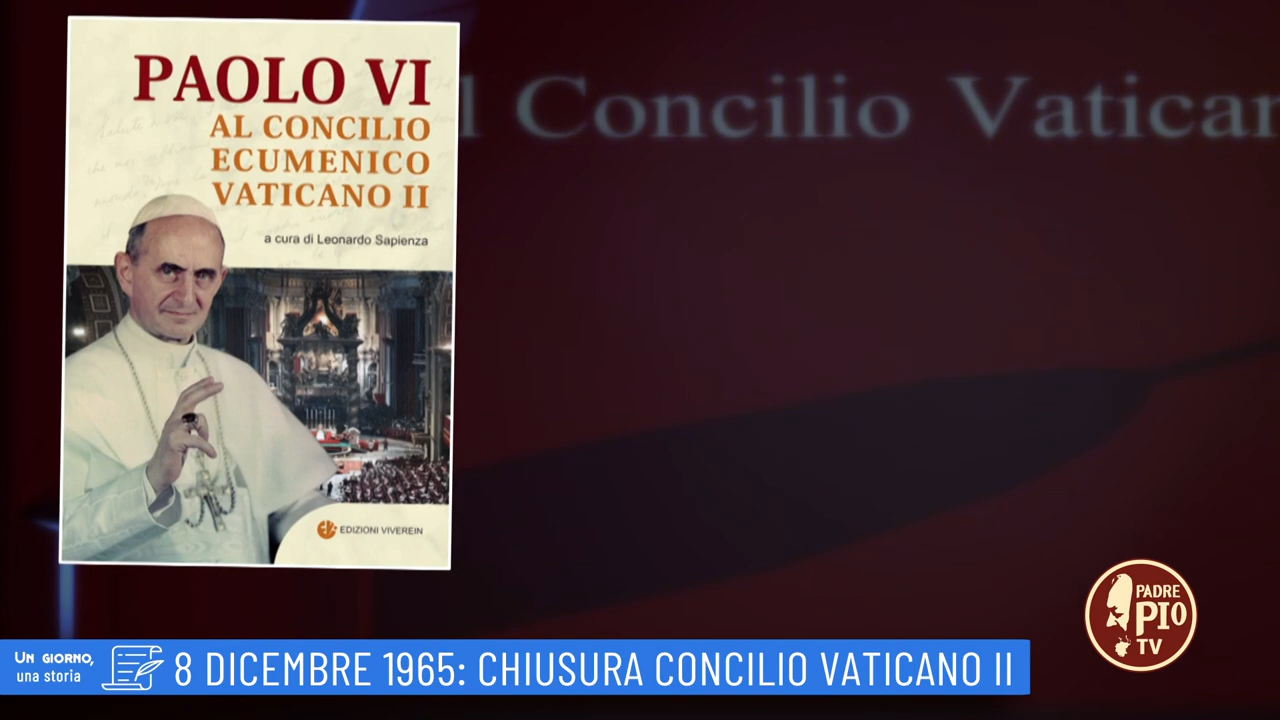 PAOLO VI
AL CONCILIO
ECUMENICO
VATICANO II
a cura di Leonardo Sapienza
EDIZIONI VIVEREIN
l Concilio Vatican
PADRE
PIO
TV
Un giorno,
una storia
8 DICEMBRE 1965: CHIUSURA CONCILIO VATICANO II